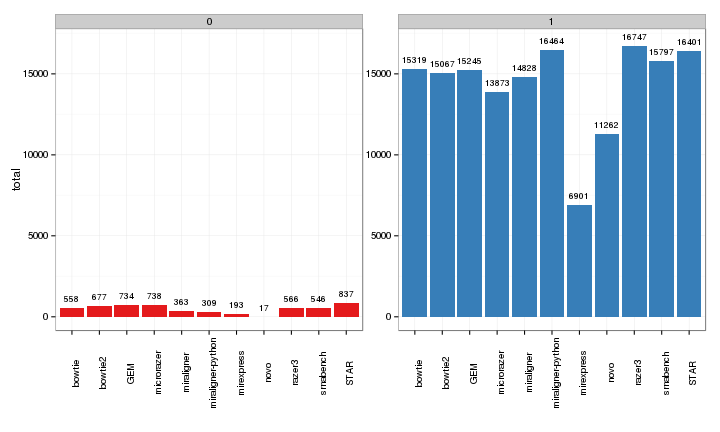 0
1
total
15000
10000
5000
0
558
677
734
738
363
309
193
17
566
546
837
bowtie
bowtie2
GEM
microrazer
miraligner
miraligner-python
mirexpress
novo
razer3
srnabench
STAR
15000
10000
5000
0
15319
15067
15245
13873
14828
16464
6901
11262
16747
15797
16401
bowtie
bowtie2
GEM
microrazer
miraligner
miraligner-python
mirexpress
novo
razer3
srnabench
STAR